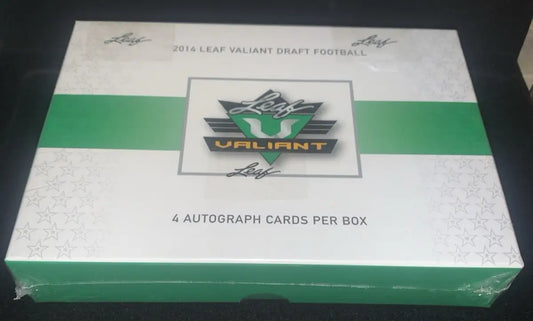 Leaf Leaf
2014 LEAF VALIANT DRAFT FOOTBALL
Leaf
VALIANT
Leaf
4 AUTOGRAPH CARDS PER BOX